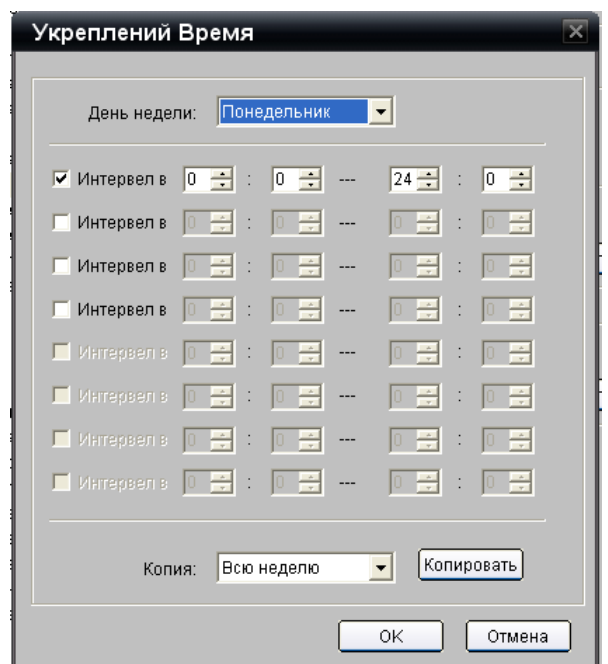 Укреплений Время
День недели: Понедельник
Интервел в 0 : 0 --- 24 : 0
Интервел в 0 : 0 --- 0 : 0
Интервел в 0 : 0 --- 0 : 0
Интервел в 0 : 0 --- 0 : 0
Интервел в 0 : 0 --- 0 : 0
Интервел в 0 : 0 --- 0 : 0
Интервел в 0 : 0 --- 0 : 0
Интервел в 0 : 0 --- 0 : 0
Копия: Всю неделю Копировать
OK Отмена